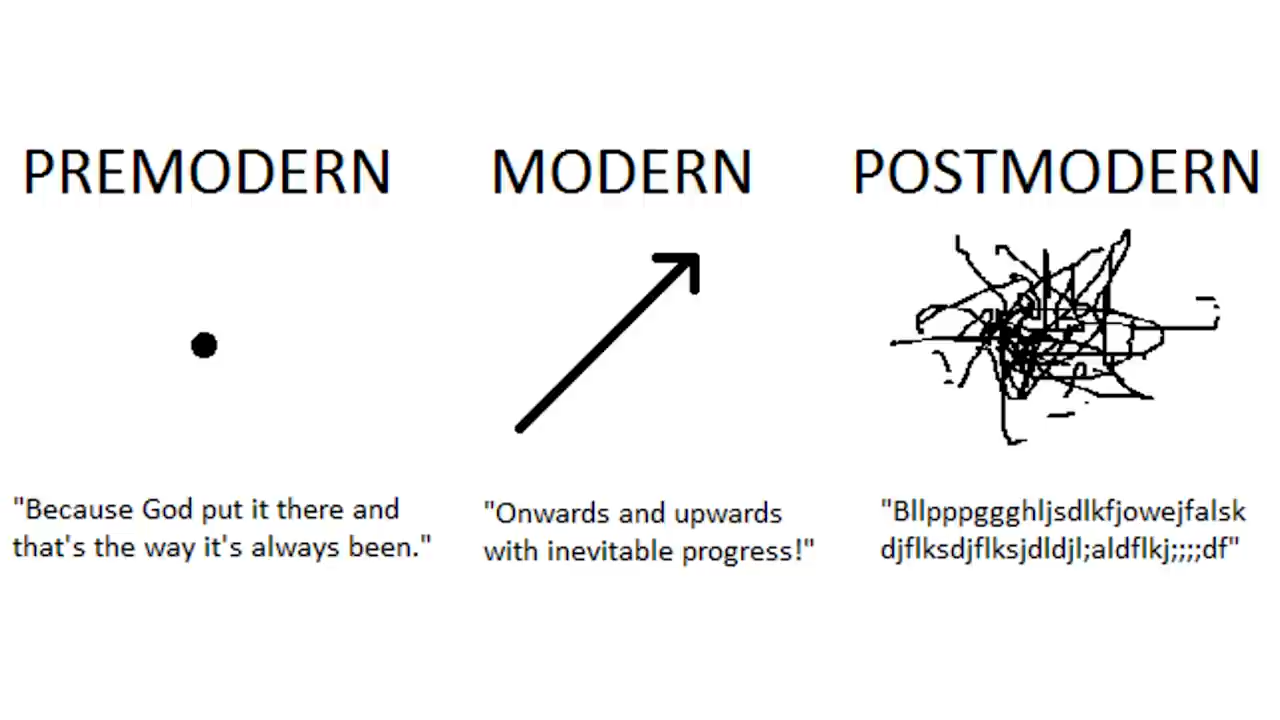 PREMODERN
MODERN
POSTMODERN
"Because God put it there and
that's the way it's always been."
"Onwards and upwards
with inevitable progress!"
"Bllpppggghljsdlkfjowejfalsk
djflksdjflksjdldjl;aldflkj;;;;df"